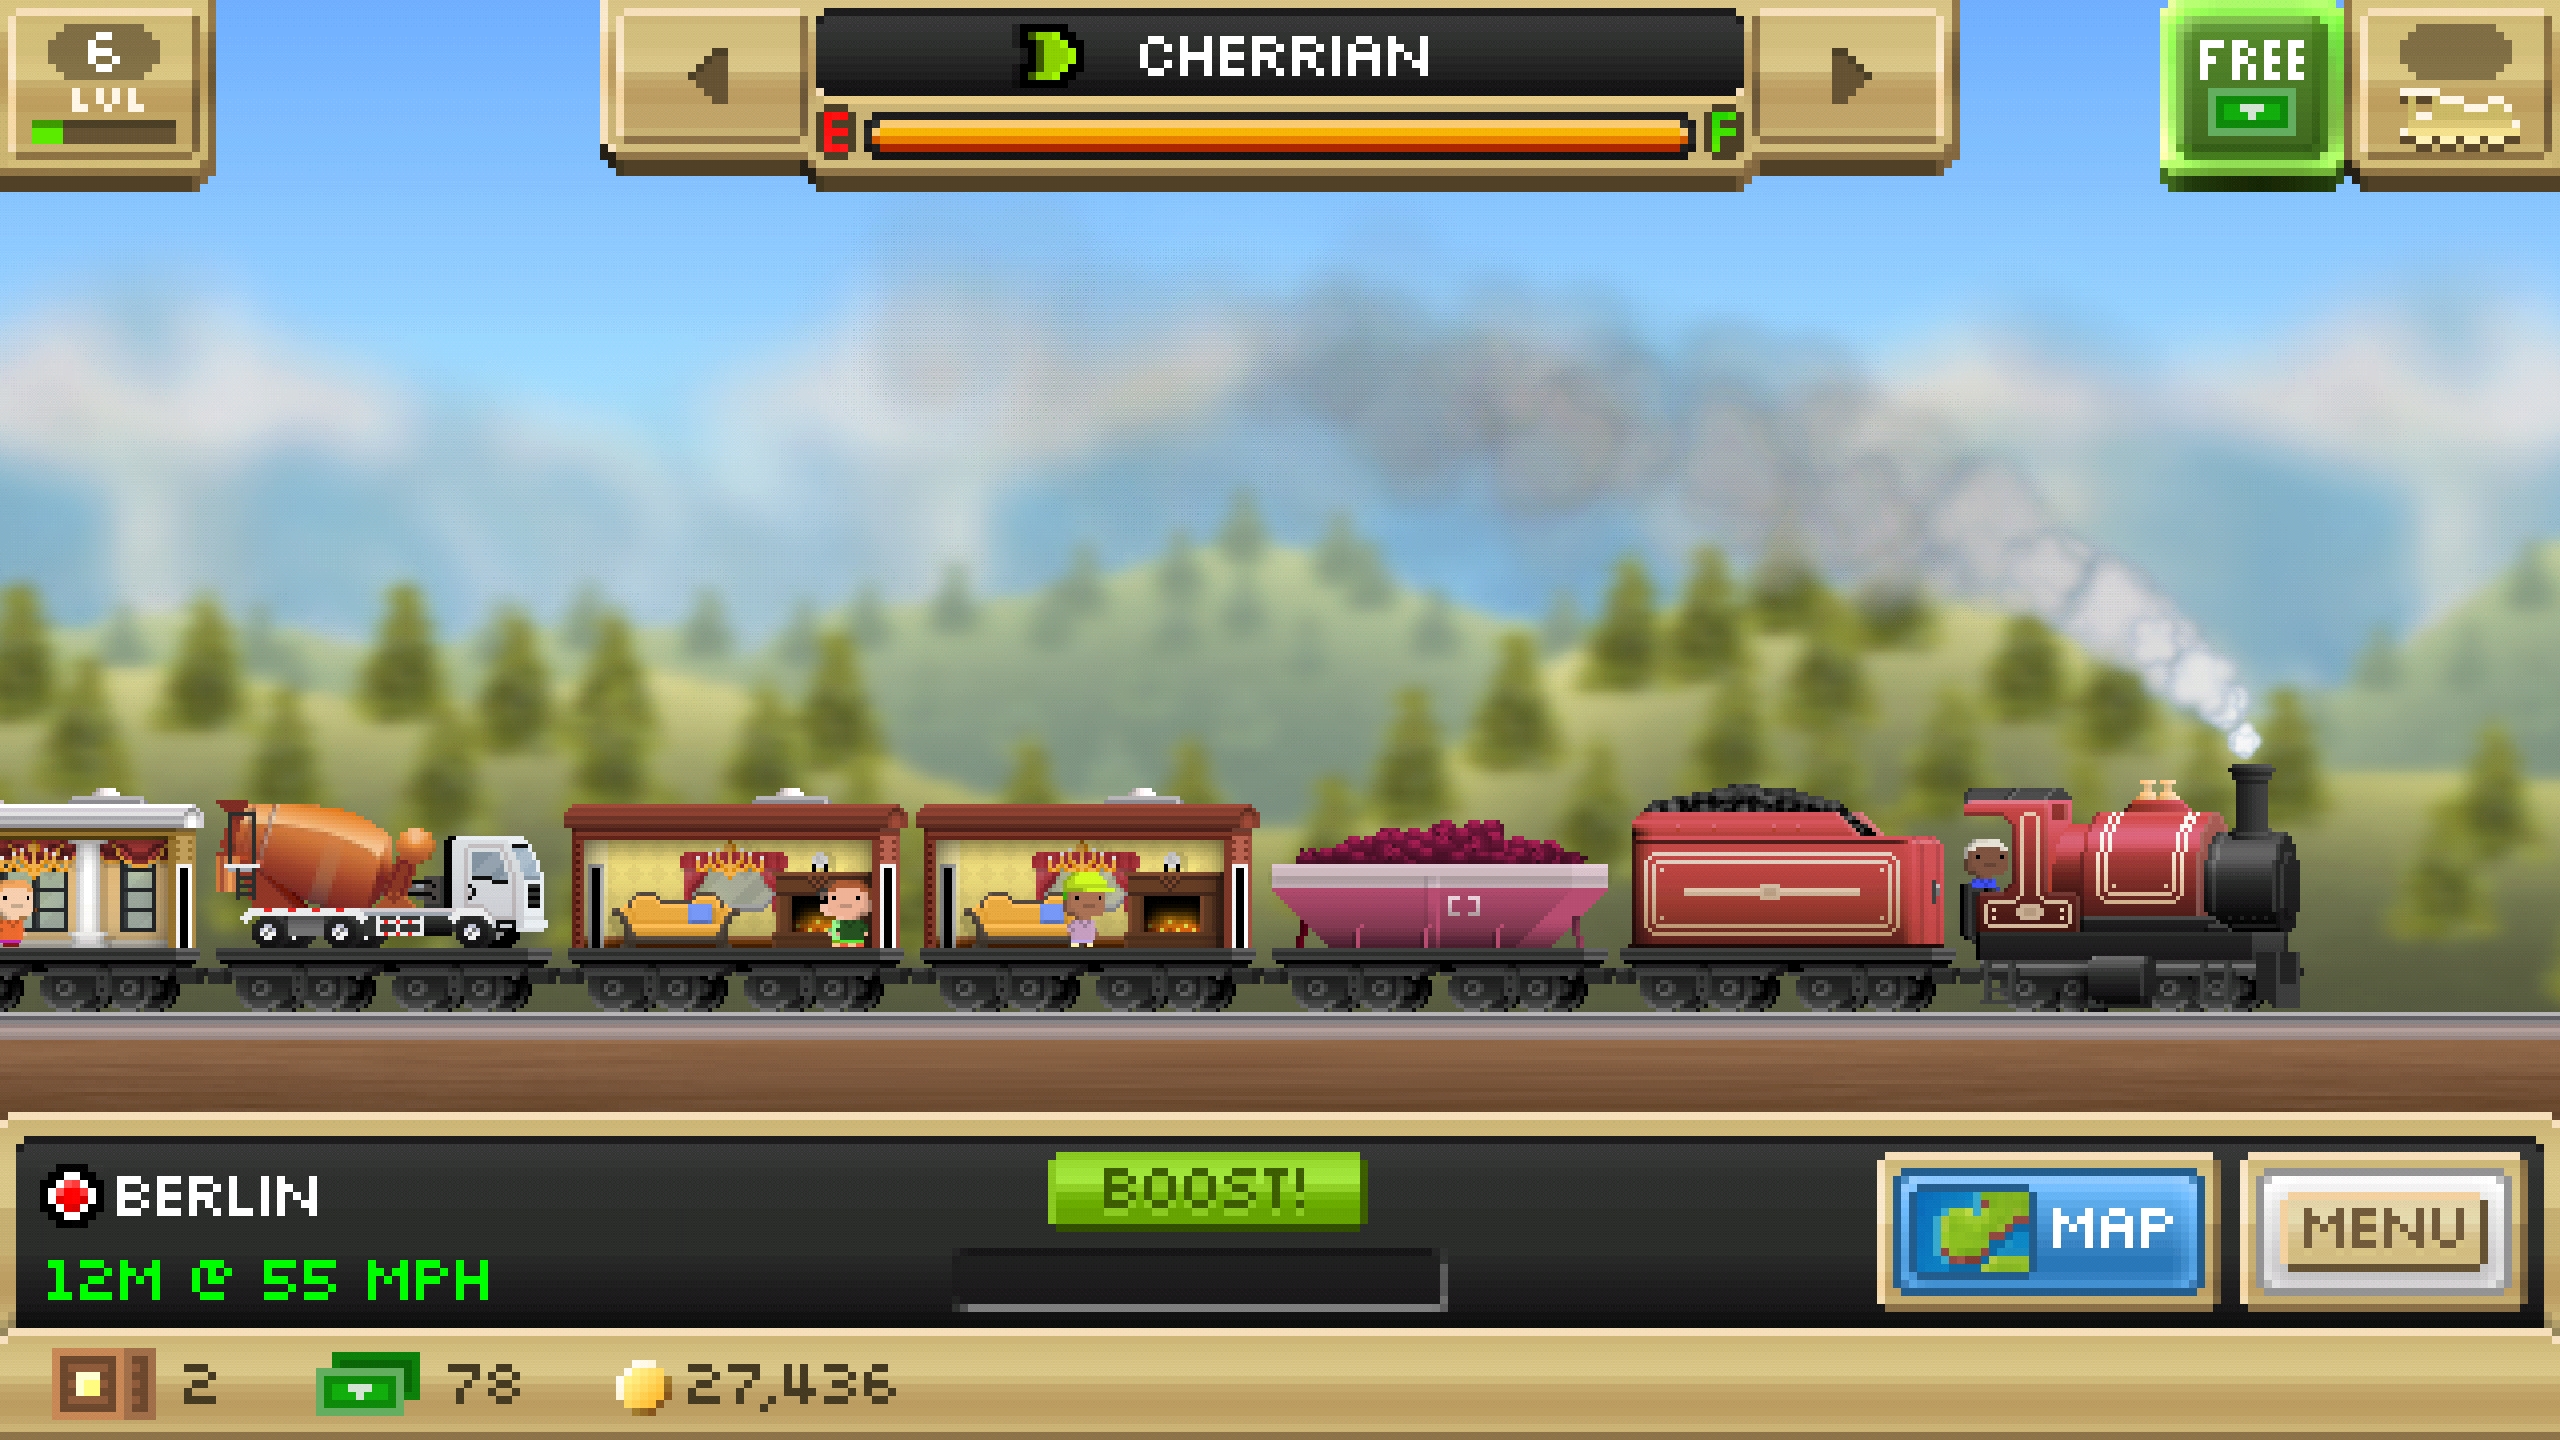 6
LVL
CHERRIAN
E F
FREE
BERLIN
BOOST!
12M @ 55 MPH
MAP
MENU
2 78 27,436